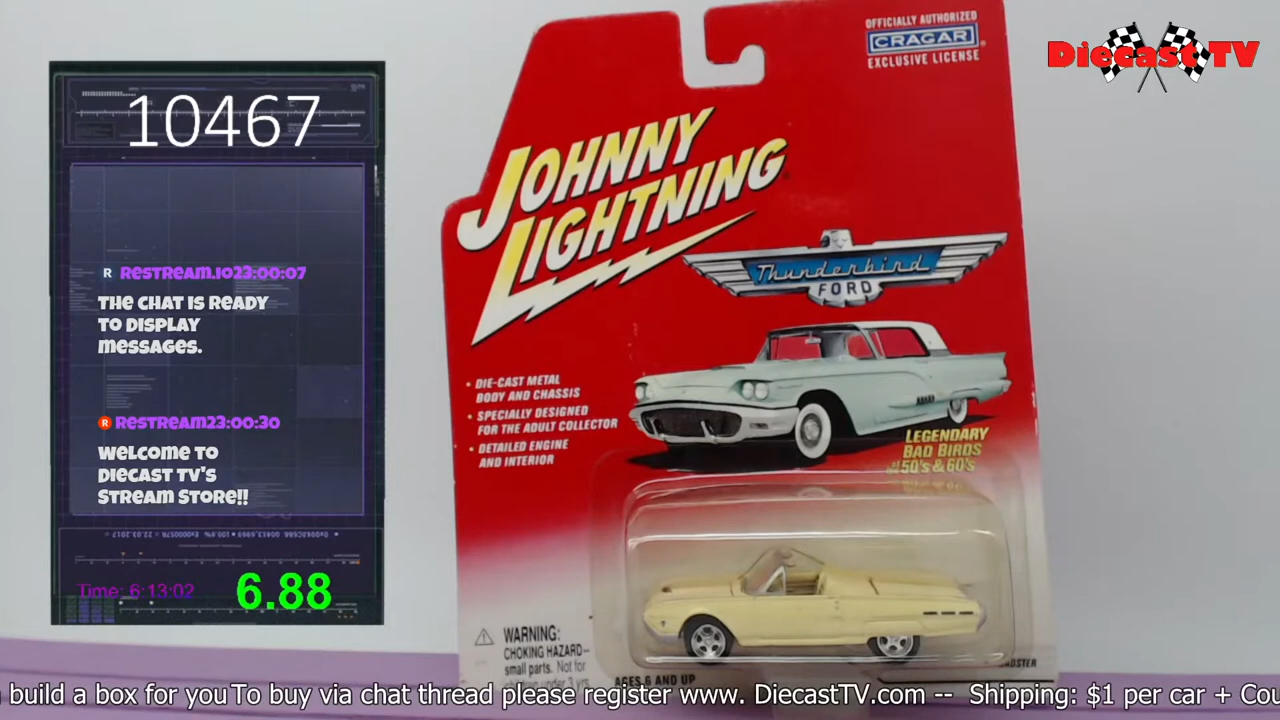 10467
Restream.io23:00:07
The chat is ready
to display
messages.
Restream23:00:30
Welcome to
Diecast TV's
Stream Store!!
Time: 6:13:02
6.88
OFFICIALLY AUTHORIZED
CRAGAR
EXCLUSIVE LICENSE
Diecast TV
JOHNNY
LIGHTNING
Thunderbird
FORD
• DIE-CAST METAL
BODY AND CHASSIS
• SPECIALLY DESIGNED
FOR THE ADULT COLLECTOR
• DETAILED ENGINE
AND INTERIOR
LEGENDARY
BAD BIRDS
OF THE 50's & 60's
WARNING:
CHOKING HAZARD–
small parts. Not for
AGES 6 AND UP
build a box for you To buy via chat thread please register www. DiecastTV.com -- Shipping: $1 per car + Cou